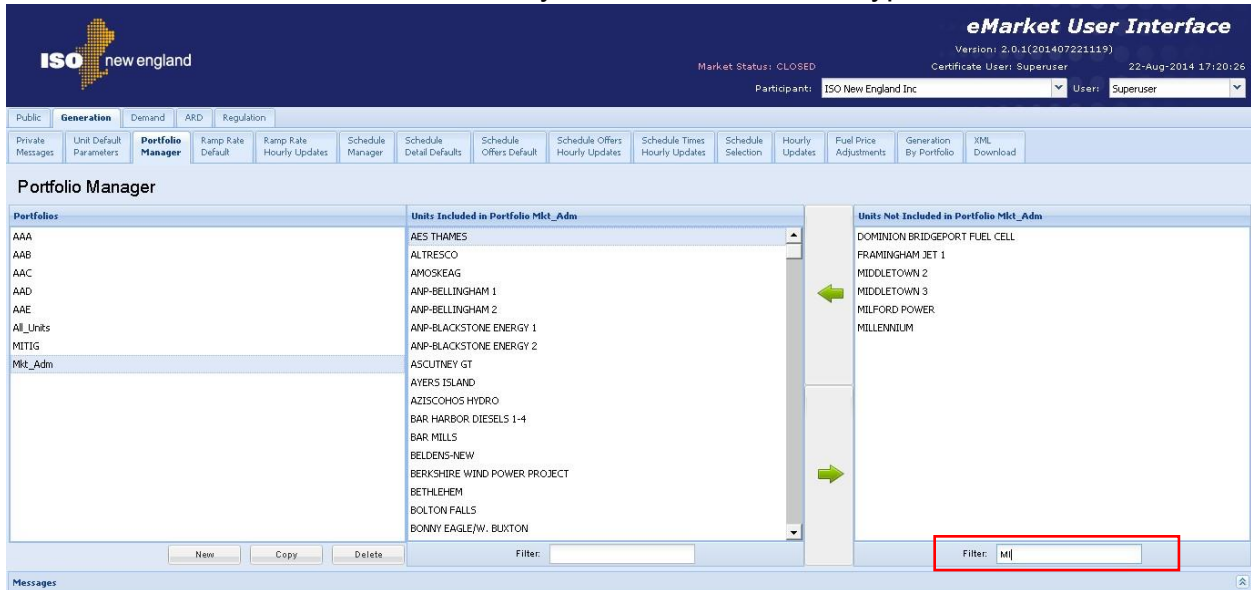 eMarket User Interface
Version: 2.0.1(201407221119)
ISO new england
Market Status: CLOSED
Certificate User: Superuser
22-Aug-2014 17:20:26
Participant: ISO New England Inc
User: Superuser
Public Generation Demand ARD Regulation
Private Messages
Unit Default Parameters
Portfolio Manager
Ramp Rate Default
Ramp Rate Hourly Updates
Schedule Manager
Schedule Detail Defaults
Schedule Offers Default
Schedule Offers Hourly Updates
Schedule Times Hourly Updates
Schedule Selection
Hourly Updates
Fuel Price Adjustments
Generation By Portfolio
XML Download
Portfolio Manager
Portfolios
AAA
AAB
AAC
AAD
AAE
All_Units
MITIG
Mkt_Adm
New Copy Delete
Units Included in Portfolio Mkt_Adm
AES THAMES
ALTRESCO
AMOSKEAG
ANP-BELLINGHAM 1
ANP-BELLINGHAM 2
ANP-BLACKSTONE ENERGY 1
ANP-BLACKSTONE ENERGY 2
ASCUTNEY GT
AYERS ISLAND
AZISCOHOS HYDRO
BAR HARBOR DIESELS 1-4
BAR MILLS
BELDENS-NEW
BERKSHIRE WIND POWER PROJECT
BETHLEHEM
BOLTON FALLS
BONNY EAGLE/W. BUXTON
Filter:
Units Not Included in Portfolio Mkt_Adm
DOMINION BRIDGEPORT FUEL CELL
FRAMINGHAM JET 1
MIDDLETOWN 2
MIDDLETOWN 3
MILFORD POWER
MILLENNIUM
Filter: MI
Messages